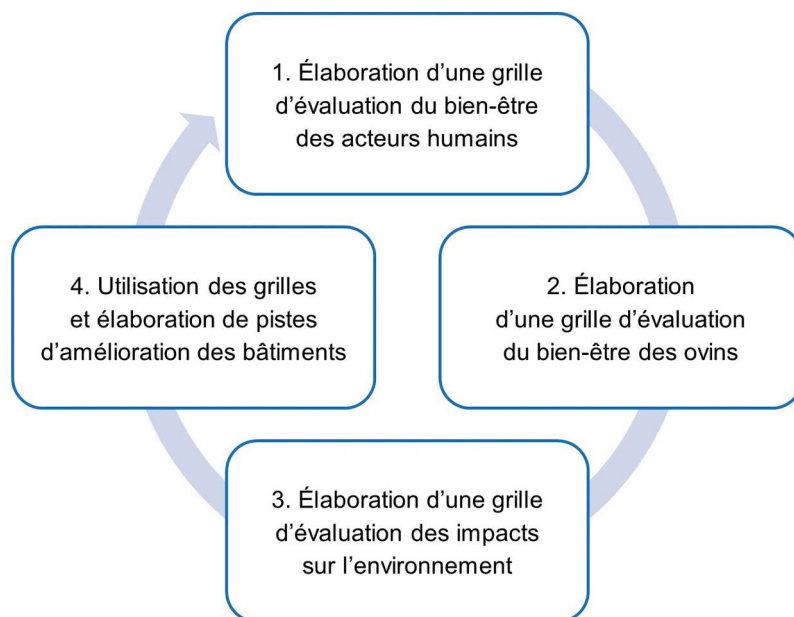 1. Élaboration d’une grille
d’évaluation du bien-être
des acteurs humains
2. Élaboration
d’une grille d’évaluation
du bien-être des ovins
3. Élaboration d’une grille
d’évaluation des impacts
sur l’environnement
4. Utilisation des grilles
et élaboration de pistes
d’amélioration des bâtiments